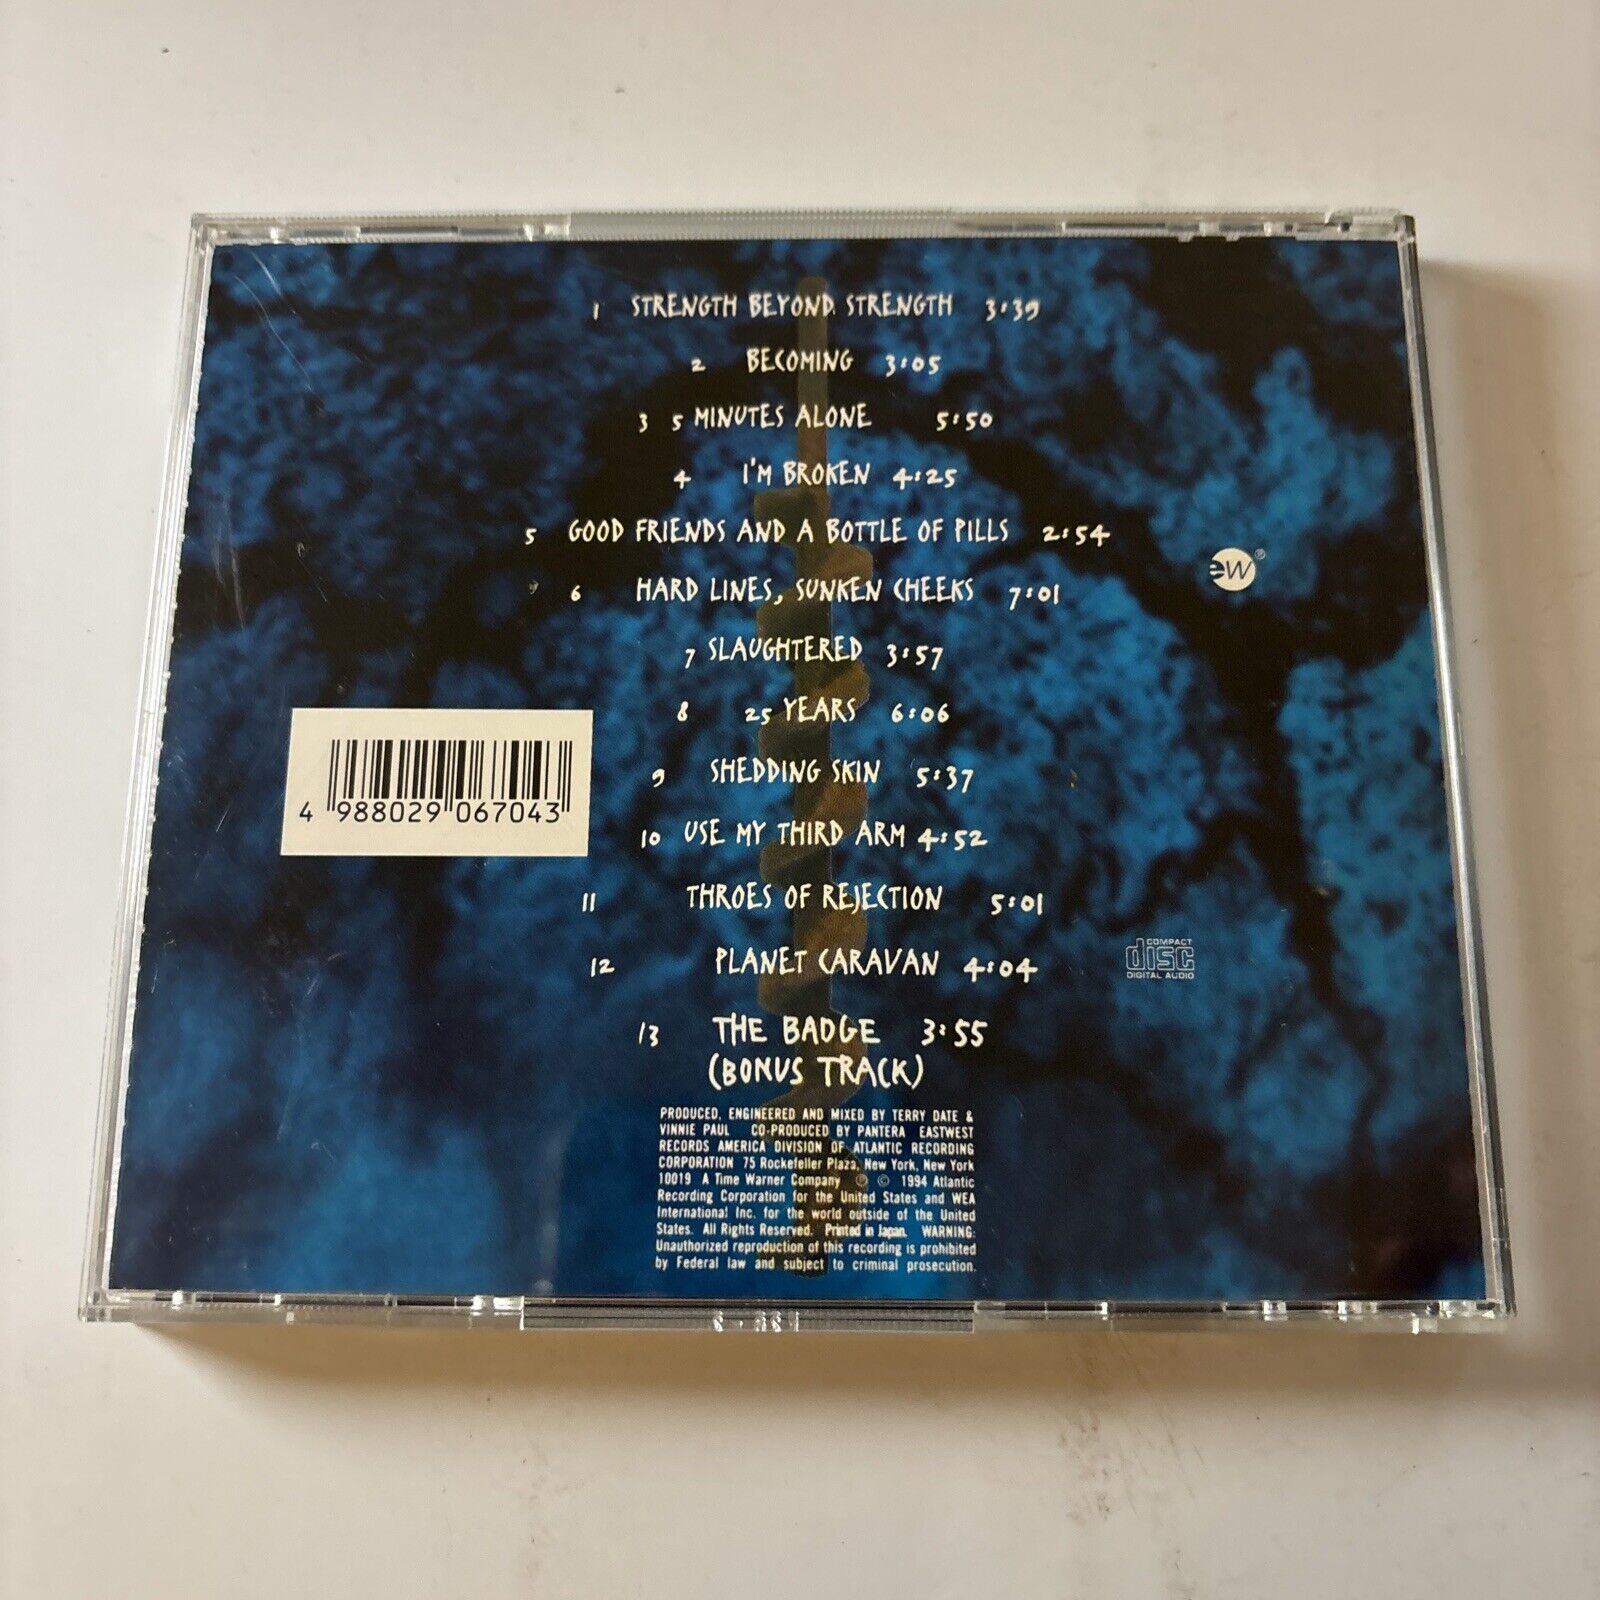 1 STRENGTH BEYOND STRENGTH 3:39
2 BECOMING 3:05
3 5 MINUTES ALONE 5:50
4 I'M BROKEN 4:25
5 GOOD FRIENDS AND A BOTTLE OF PILLS 2:54
6 HARD LINES, SUNKEN CHEEKS 7:01
EW®
7 SLAUGHTERED 3:57
8 25 YEARS 6:06
9 SHEDDING SKIN 5:37
4 988029 067043
10 USE MY THIRD ARM 4:52
11 THROES OF REJECTION 5:01
12 PLANET CARAVAN 4:04
COMPACT
disc
DIGITAL AUDIO
13 THE BADGE 3:55
(BONUS TRACK)
PRODUCED, ENGINEERED AND MIXED BY TERRY DATE &
VINNIE PAUL CO-PRODUCED BY PANTERA EASTWEST
RECORDS AMERICA DIVISION OF ATLANTIC RECORDING
CORPORATION 75 Rockefeller Plaza, New York, New York
10019 A Time Warner Company ℗ © 1994 Atlantic
Recording Corporation for the United States and WEA
International Inc. for the world outside of the United
States. All Rights Reserved. Printed in Japan. WARNING:
Unauthorized reproduction of this recording is prohibited
by Federal law and subject to criminal prosecution.